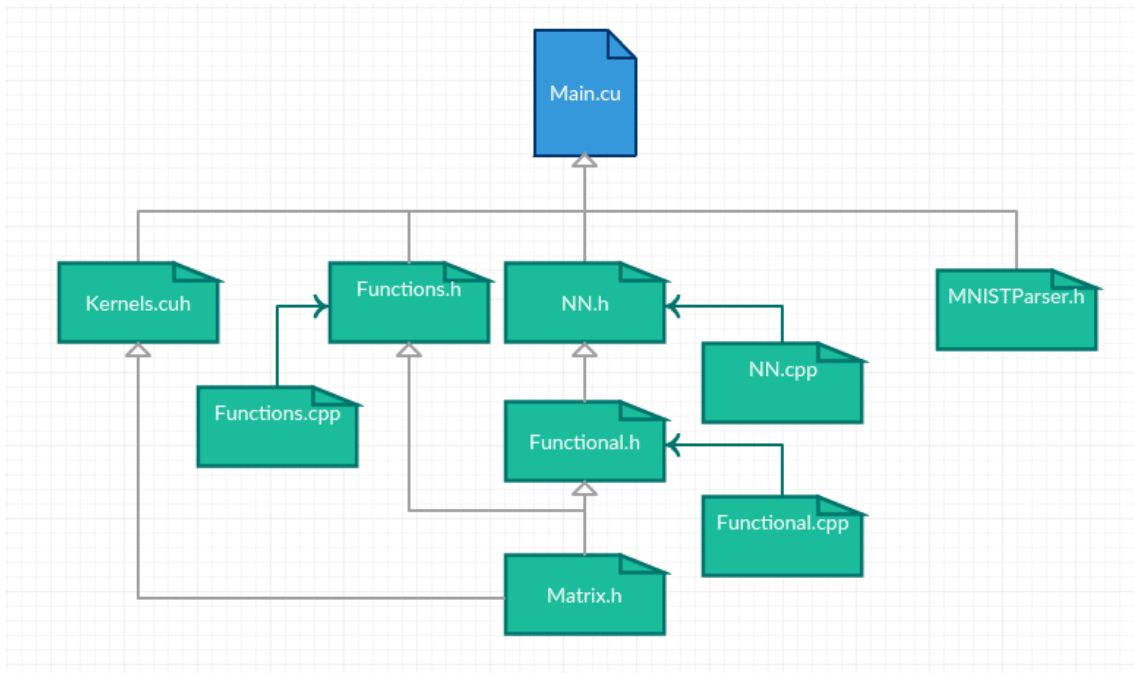 Main.cu
Kernels.cuh
Functions.h
NN.h
MNISTParser.h
Functions.cpp
NN.cpp
Functional.h
Functional.cpp
Matrix.h